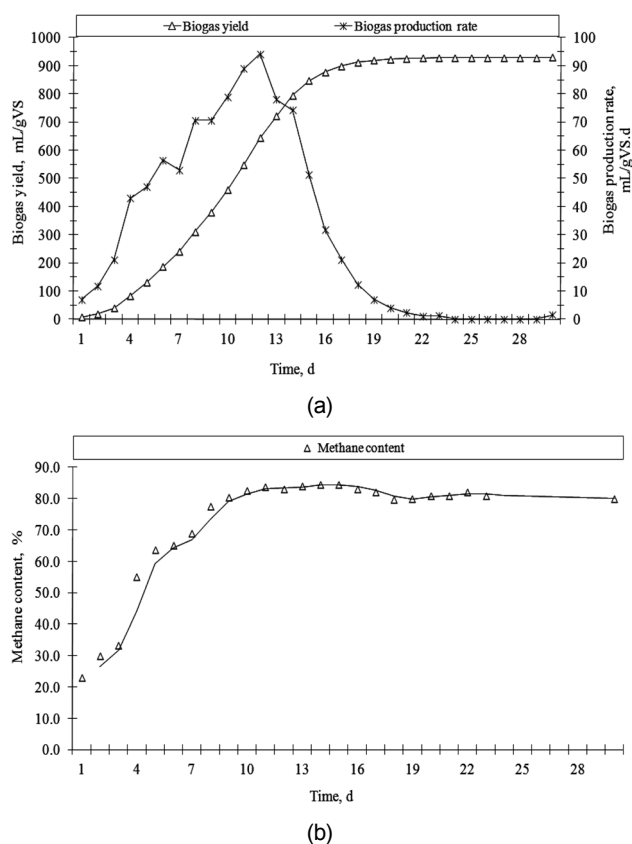 Biogas yield Biogas production rate
1000 100
900 90
800 80
700 70
600 60
500 50
400 40
300 30
200 20
100 10
0 0
Biogas yield, mL/gVS
Biogas production rate,
mL/gVS.d
1 4 7 10 13 16 19 22 25 28
Time, d
(a)
Methane content
90.0
80.0
70.0
60.0
50.0
40.0
30.0
20.0
10.0
0.0
Methane content, %
1 4 7 10 13 16 19 22 25 28
Time, d
(b)